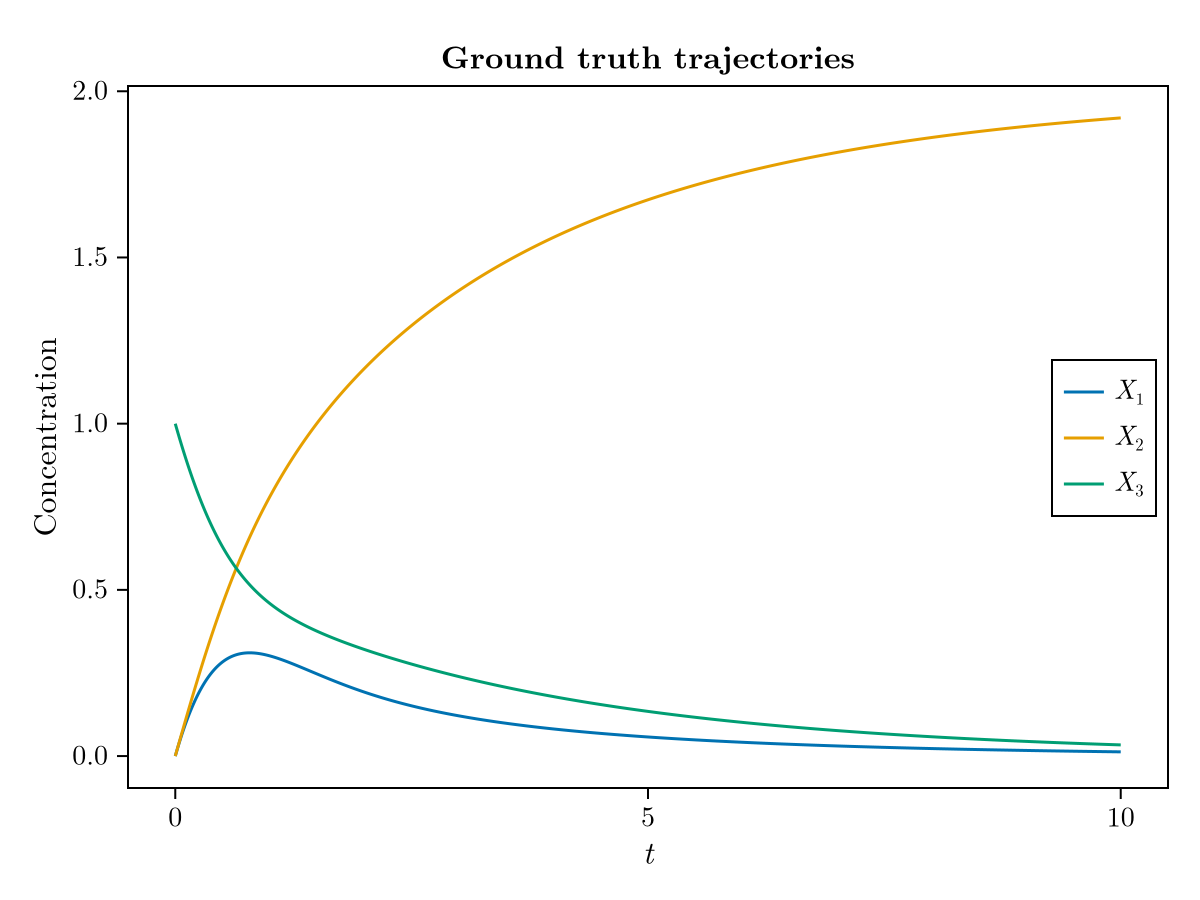 Ground truth trajectories
2.0
1.5
1.0
0.5
0.0
Concentration
X₁
X₂
X₃
0 5 10
t